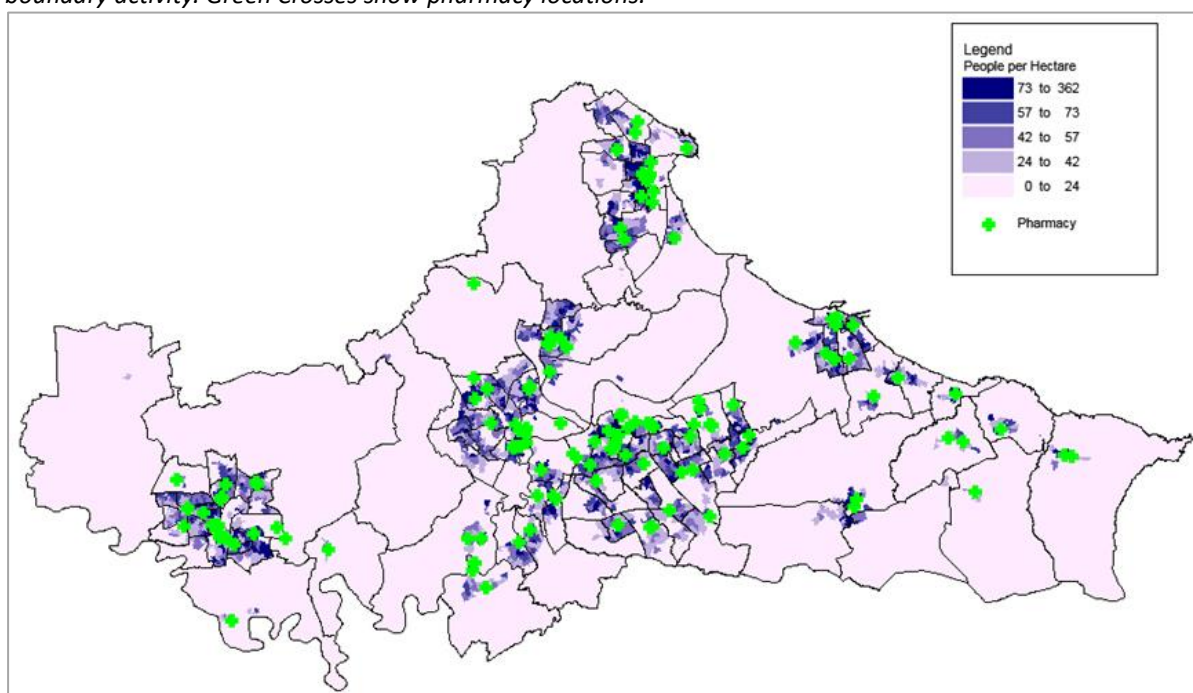 boundary activity. Green Crosses show pharmacy locations.
Legend
People per Hectare
73 to 362
57 to 73
42 to 57
24 to 42
0 to 24
Pharmacy